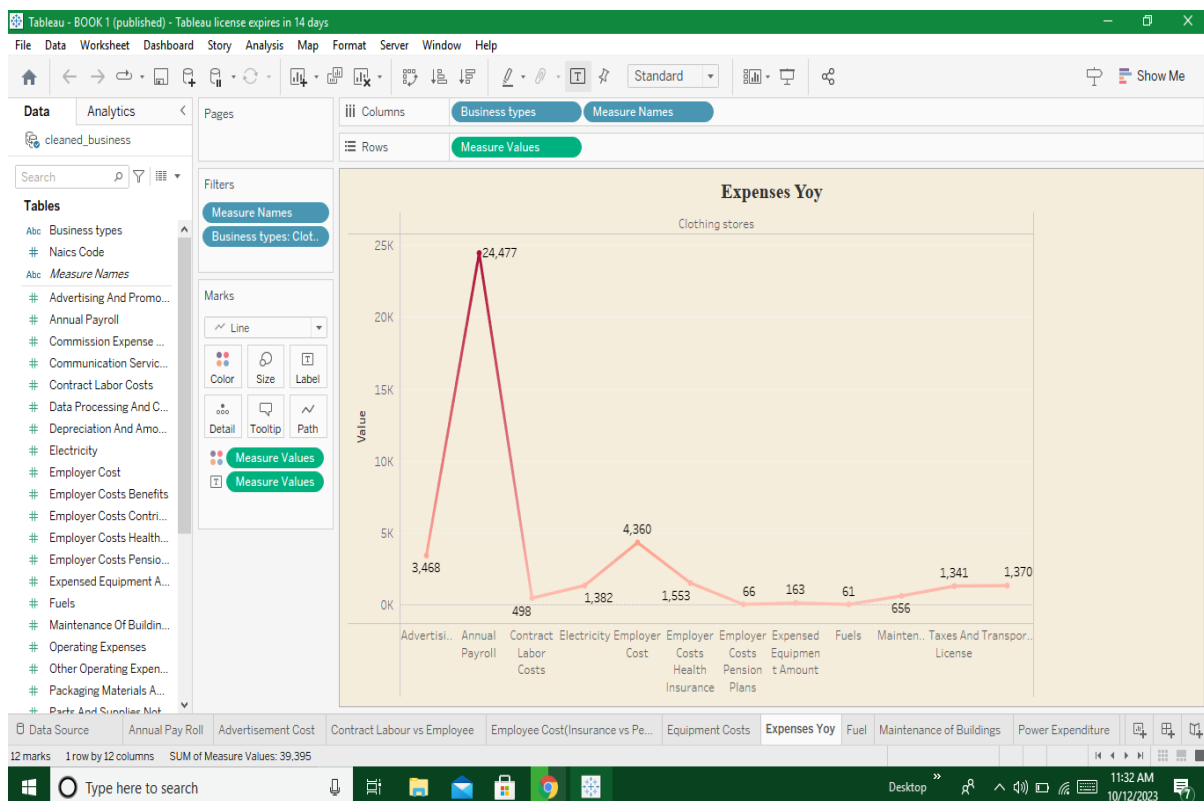 Tableau - BOOK 1 (published) - Tableau license expires in 14 days
File Data Worksheet Dashboard Story Analysis Map Format Server Window Help
Standard
Show Me
Data Analytics
cleaned_business
Search
Tables
Abc Business types
# Naics Code
Abc Measure Names
# Advertising And Promo...
# Annual Payroll
# Commission Expense ...
# Communication Servic...
# Contract Labor Costs
# Data Processing And C...
# Depreciation And Amo...
# Electricity
# Employer Cost
# Employer Costs Benefits
# Employer Costs Contri...
# Employer Costs Health...
# Employer Costs Pensio...
# Expensed Equipment A...
# Fuels
# Maintenance Of Buildin...
# Operating Expenses
# Other Operating Expen...
# Packaging Materials A...
# Parts And Supplies Not
Pages
Filters
Measure Names
Business types: Clot..
Marks
Line
Color Size Label
Detail Tooltip Path
Measure Values
Measure Values
Columns Business types Measure Names
Rows Measure Values
Expenses Yoy
Clothing stores
25K
20K
15K
10K
5K
0K
Value
3,468
24,477
498
1,382
4,360
1,553
66
163
61
656
1,341
1,370
Advertisi..
Annual
Payroll
Contract
Labor
Costs
Electricity
Employer
Cost
Employer
Costs
Health
Insurance
Employer
Costs
Pension
Plans
Expensed
Equipmen
t Amount
Fuels
Mainten..
Taxes And
License
Transpor..
Data Source Annual Pay Roll Advertisement Cost Contract Labour vs Employee Employee Cost(Insurance vs Pe... Equipment Costs Expenses Yoy Fuel Maintenance of Buildings Power Expenditure
12 marks 1 row by 12 columns SUM of Measure Values: 39,395
Type here to search
Desktop
11:32 AM
10/12/2023
7